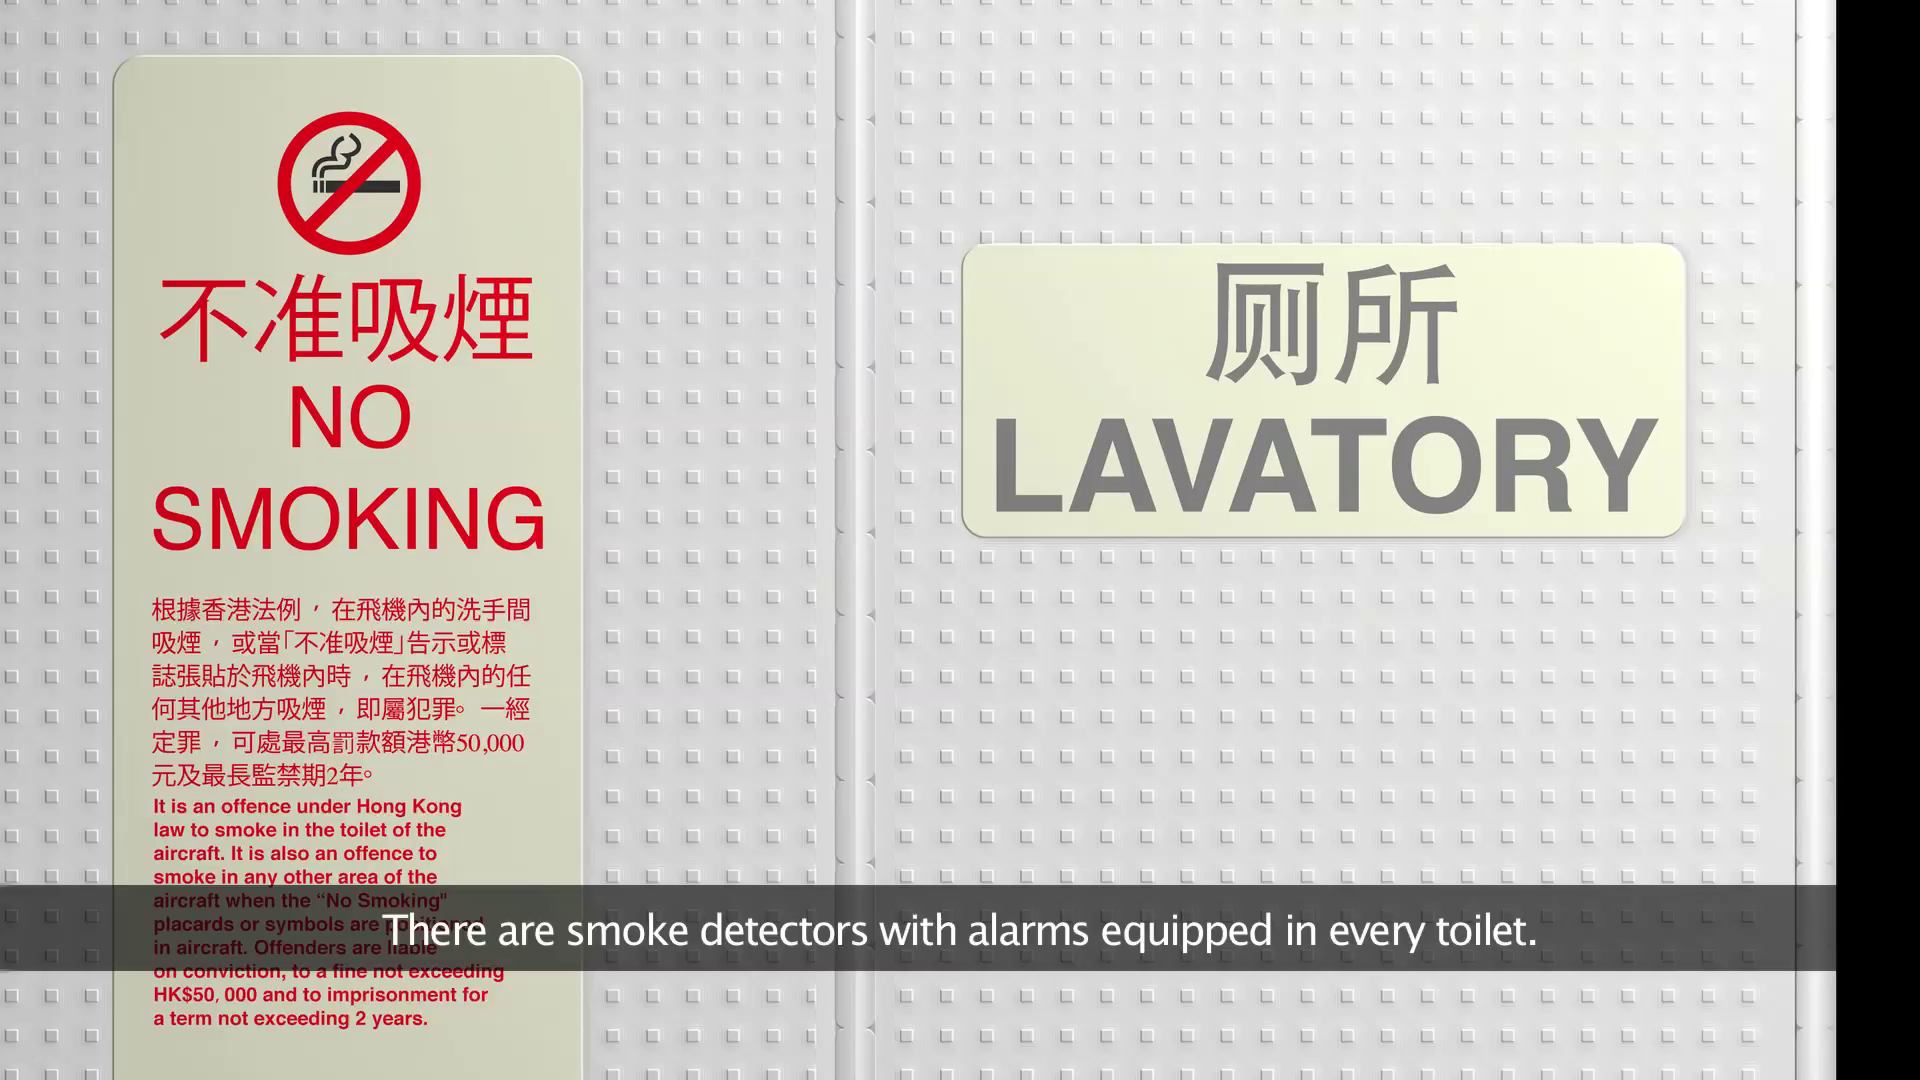 不准吸煙
NO
SMOKING
根據香港法例，在飛機內的洗手間
吸煙，或當「不准吸煙」告示或標
誌張貼於飛機內時，在飛機內的任
何其他地方吸煙，即屬犯罪。一經
定罪，可處最高罰款額港幣50,000
元及最長監禁期2年。
It is an offence under Hong Kong
law to smoke in the toilet of the
aircraft. It is also an offence to
smoke in any other area of the
aircraft when the “No Smoking"
placards or symbols are positioned
in aircraft. Offenders are liable
on conviction, to a fine not exceeding
HK$50, 000 and to imprisonment for
a term not exceeding 2 years.
厕所
LAVATORY
There are smoke detectors with alarms equipped in every toilet.